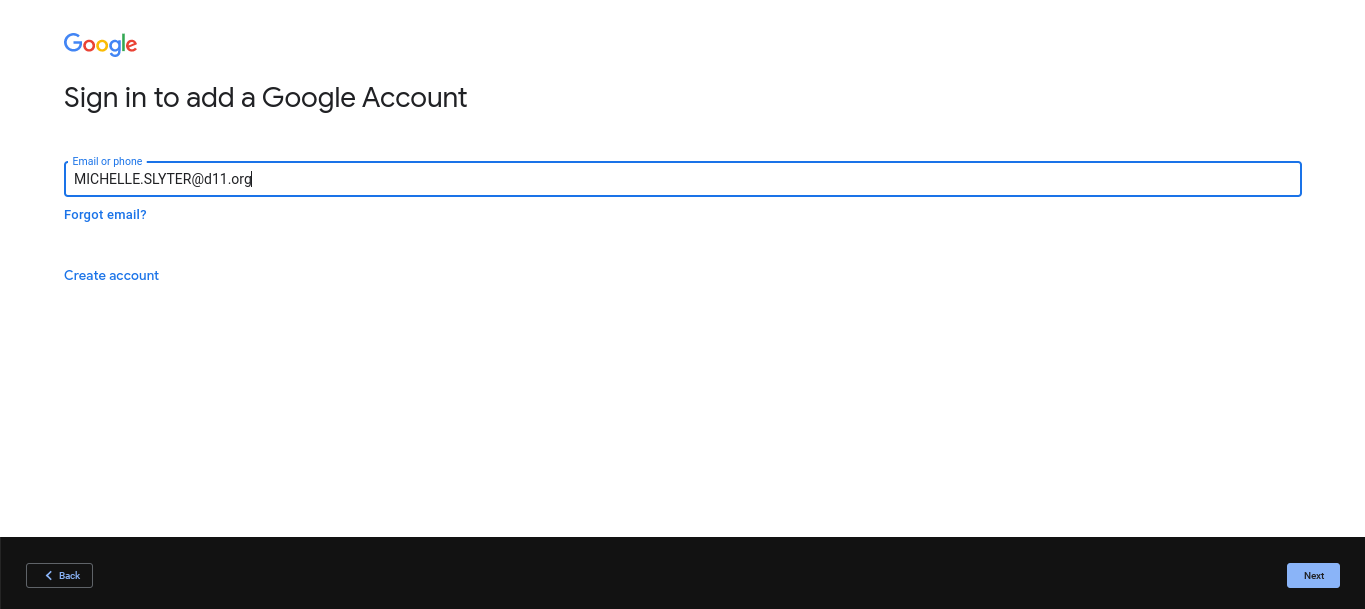 Google
Sign in to add a Google Account
Email or phone
MICHELLE.SLYTER@d11.org
Forgot email?
Create account
Back
Next